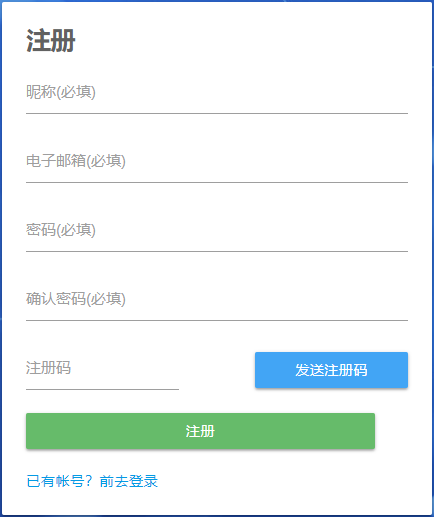 注册
昵称(必填)
电子邮箱(必填)
密码(必填)
确认密码(必填)
注册码
发送注册码
注册
已有帐号？前去登录